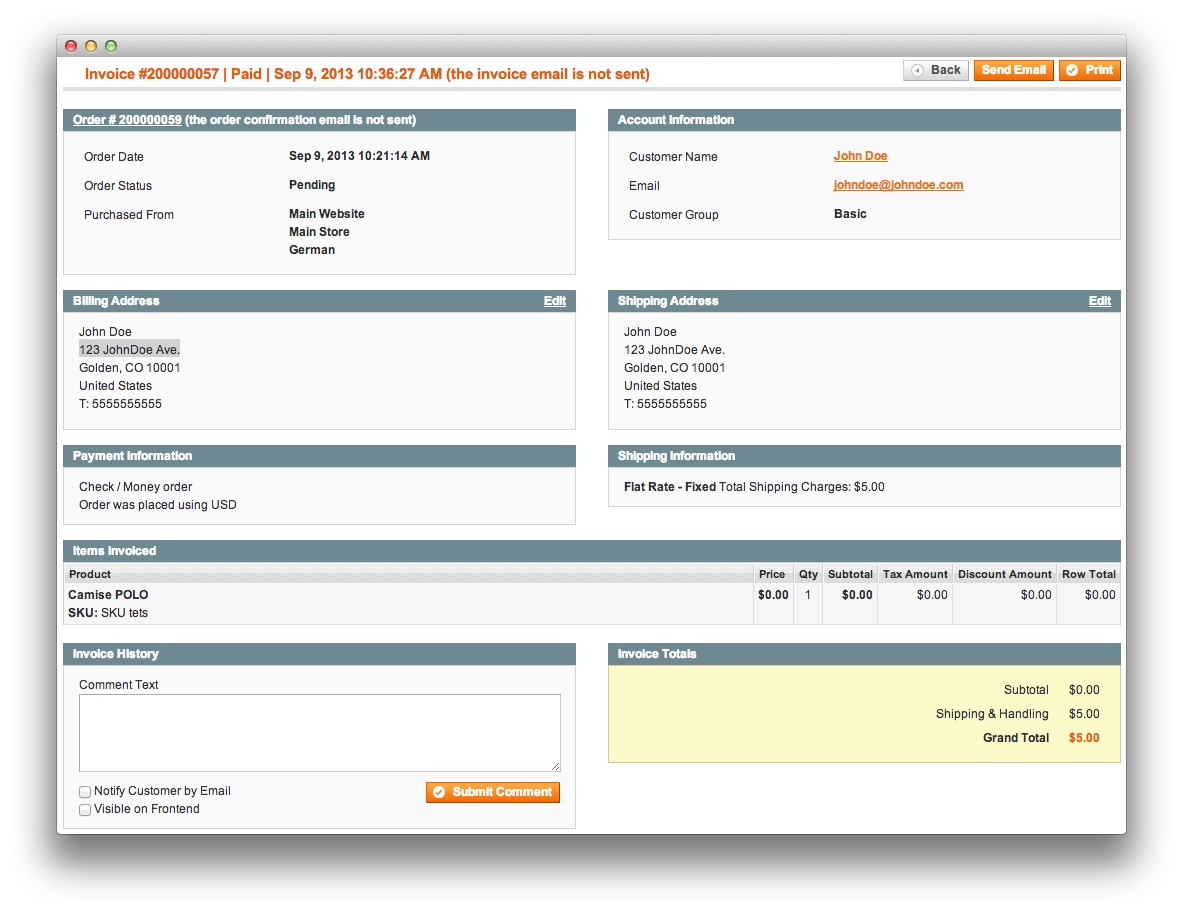 Invoice #200000057 | Paid | Sep 9, 2013 10:36:27 AM (the invoice email is not sent)
Back
Send Email
Print
Order # 200000059 (the order confirmation email is not sent)
Order Date Sep 9, 2013 10:21:14 AM
Order Status Pending
Purchased From Main Website
Main Store
German
Account Information
Customer Name John Doe
Email johndoe@johndoe.com
Customer Group Basic
Billing Address Edit
John Doe
123 JohnDoe Ave.
Golden, CO 10001
United States
T: 5555555555
Shipping Address Edit
John Doe
123 JohnDoe Ave.
Golden, CO 10001
United States
T: 5555555555
Payment Information
Check / Money order
Order was placed using USD
Shipping Information
Flat Rate - Fixed Total Shipping Charges: $5.00
Items Invoiced
Product Price Qty Subtotal Tax Amount Discount Amount Row Total
Camise POLO $0.00 1 $0.00 $0.00 $0.00 $0.00
SKU: SKU tets
Invoice History
Comment Text
Notify Customer by Email
Visible on Frontend
Submit Comment
Invoice Totals
Subtotal $0.00
Shipping & Handling $5.00
Grand Total $5.00